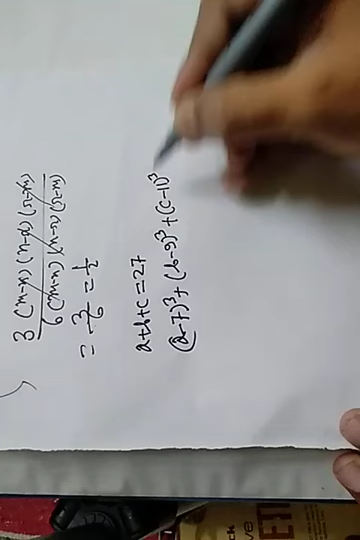 3 (m-n) (n-r) (r-m)
6 (m-n) (n-r) (r-m)
= 3/6 = 1/2
a+b+c=27
(a-7)³+(b-9)³+(c-11)³